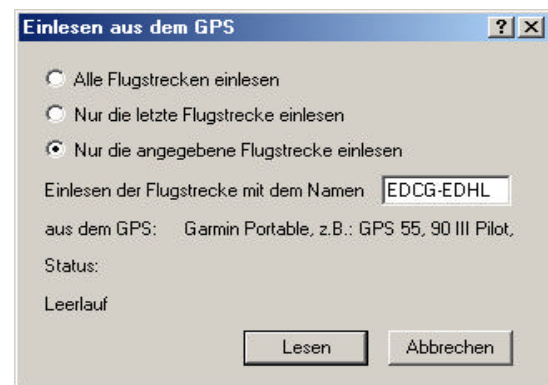 Einlesen aus dem GPS
Alle Flugstrecken einlesen
Nur die letzte Flugstrecke einlesen
Nur die angegebene Flugstrecke einlesen
Einlesen der Flugstrecke mit dem Namen EDCG-EDHL
aus dem GPS: Garmin Portable, z.B.: GPS 55, 90 III Pilot,
Status:
Leerlauf
Lesen Abbrechen